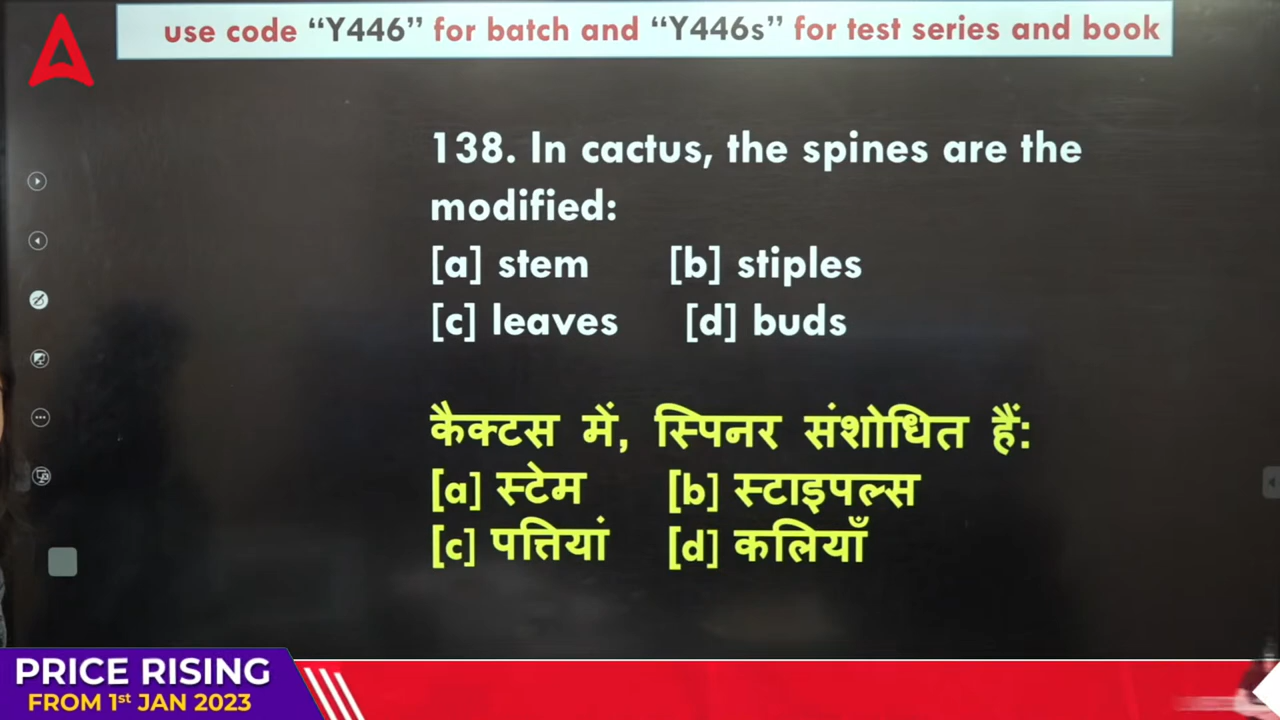 use code “Y446” for batch and “Y446s” for test series and book
138. In cactus, the spines are the
modified:
[a] stem [b] stiples
[c] leaves [d] buds
कैक्टस में, स्पिनर संशोधित हैं:
[a] स्टेम [b] स्टाइपल्स
[c] पत्तियां [d] कलियाँ
PRICE RISING
FROM 1st JAN 2023